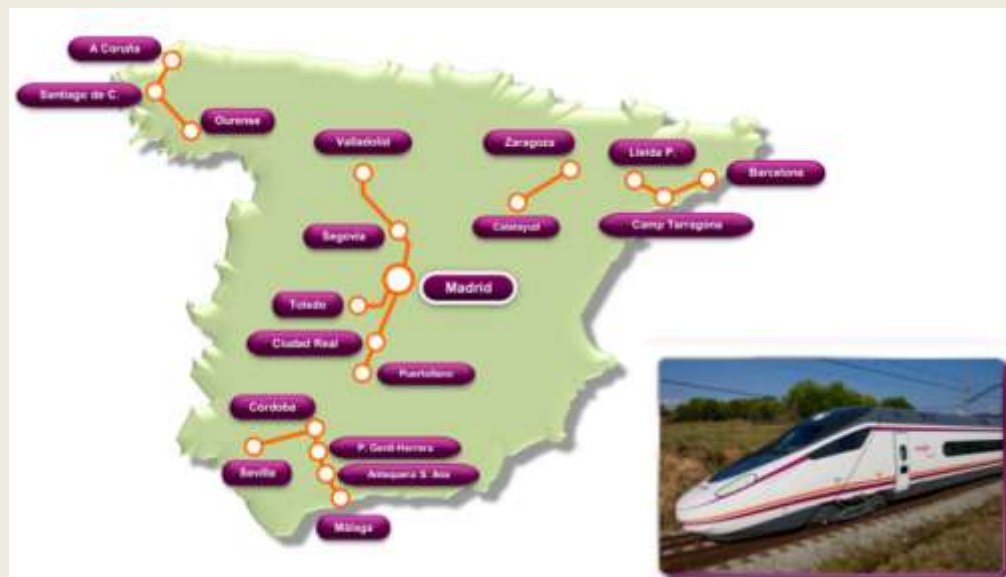 A Coruña
Santiago de C.
Ourense
Valladolid
Zaragoza
Lleida P.
Barcelona
Segovia
Calatayud
Camp Tarragona
Madrid
Toledo
Ciudad Real
Puertollano
Córdoba
P. Genil-Herrera
Sevilla
Antequera S. Ana
Málaga